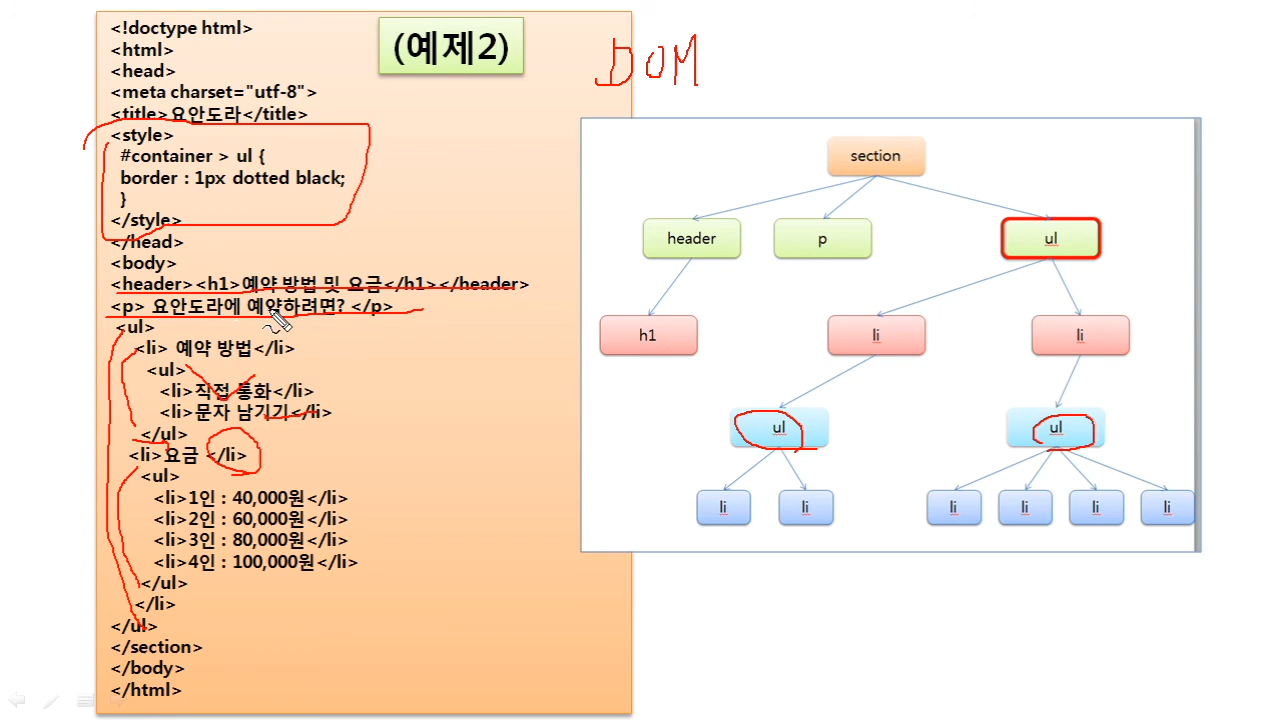 <!doctype html>
<html>
<head>
<meta charset="utf-8">
<title>요안도라</title>
<style>
#container > ul {
border : 1px dotted black;
}
</style>
</head>
<body>
<header><h1>예약 방법 및 요금</h1></header>
<p> 요안도라에 예약하려면? </p>
<ul>
<li> 예약 방법</li>
<ul>
<li>직접 통화</li>
<li>문자 남기기</li>
</ul>
<li>요금 </li>
<ul>
<li>1인 : 40,000원</li>
<li>2인 : 60,000원</li>
<li>3인 : 80,000원</li>
<li>4인 : 100,000원</li>
</ul>
</li>
</ul>
</section>
</body>
</html>
(예제2)
DOM
section
header p ul
h1 li li
ul ul
li li li li li li